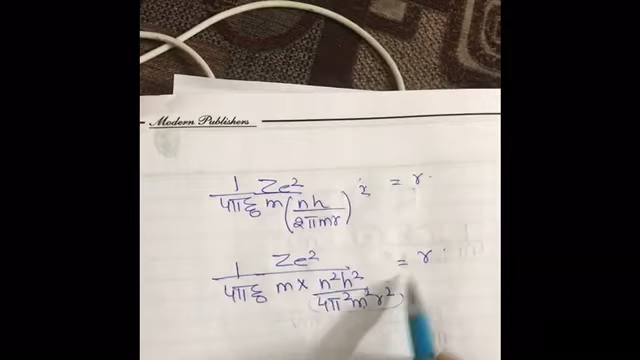 Modern Publishers
1/4πε₀ Ze²/m(nh/2πmr)² = r.
1/4πε₀ Ze²/m × n²h²/4π²m²r² = r.